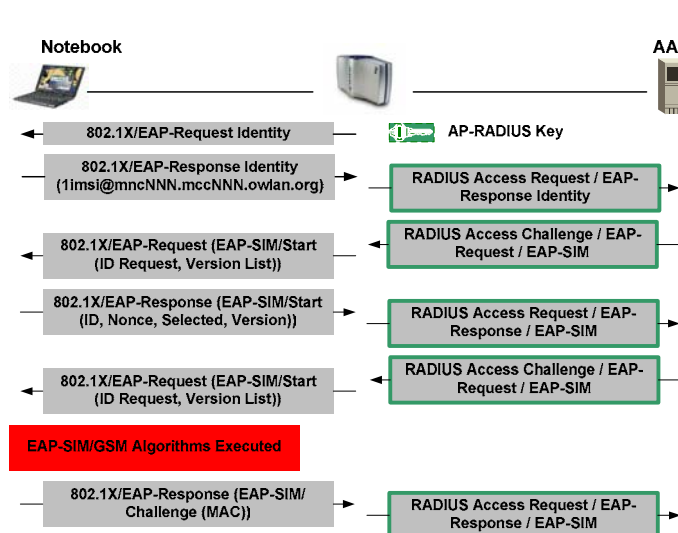 Notebook
AA
802.1X/EAP-Request Identity
AP-RADIUS Key
802.1X/EAP-Response Identity
(1imsi@mncNNN.mccNNN.owlan.org)
RADIUS Access Request / EAP-
Response Identity
802.1X/EAP-Request (EAP-SIM/Start
(ID Request, Version List))
RADIUS Access Challenge / EAP-
Request / EAP-SIM
802.1X/EAP-Response (EAP-SIM/Start
(ID, Nonce, Selected, Version))
RADIUS Access Request / EAP-
Response / EAP-SIM
802.1X/EAP-Request (EAP-SIM/Start
(ID Request, Version List))
RADIUS Access Challenge / EAP-
Request / EAP-SIM
EAP-SIM/GSM Algorithms Executed
802.1X/EAP-Response (EAP-SIM/
Challenge (MAC))
RADIUS Access Request / EAP-
Response / EAP-SIM